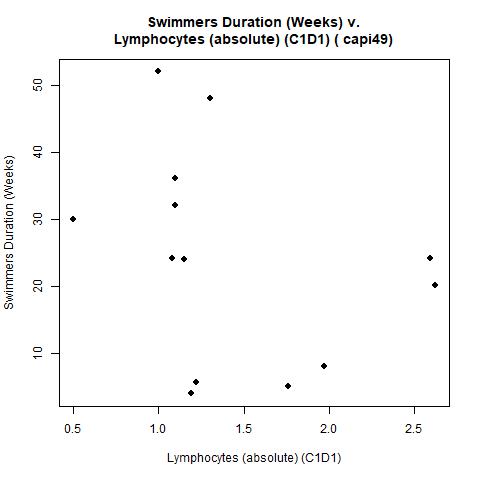 Swimmers Duration (Weeks) v.
Lymphocytes (absolute) (C1D1) ( capi49)
Swimmers Duration (Weeks)
50
40
30
20
10
0.5 1.0 1.5 2.0 2.5
Lymphocytes (absolute) (C1D1)